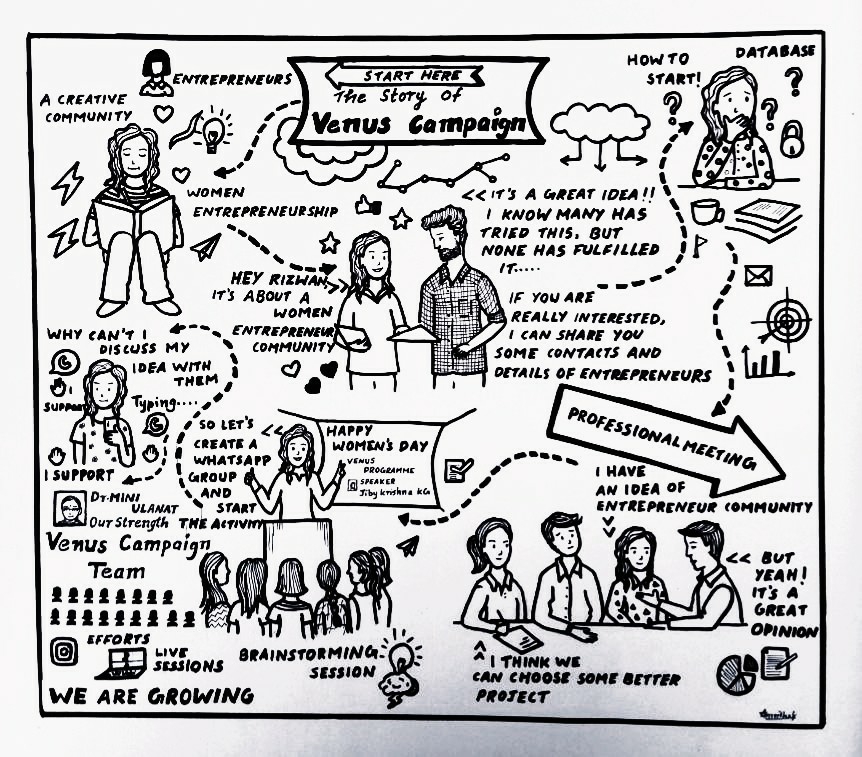 START HERE
The Story Of
Venus Campaign
ENTREPRENEURS
A CREATIVE
COMMUNITY
WOMEN
ENTREPRENEURSHIP
HEY RIZWAN,
IT'S ABOUT A
WOMEN
ENTREPRENEUR
COMMUNITY
<< IT'S A GREAT IDEA!!
I KNOW MANY HAS
TRIED THIS, BUT
NONE HAS FULFILLED
IT.....
IF YOU ARE
REALLY INTERESTED,
I CAN SHARE YOU
SOME CONTACTS AND
DETAILS OF ENTREPRENEURS
HOW TO
START!
DATABASE
PROFESSIONAL MEETING
I HAVE
AN IDEA OF
ENTREPRENEUR COMMUNITY
<< BUT
YEAH!
IT'S A
GREAT
OPINION
I THINK WE
CAN CHOOSE SOME BETTER
PROJECT
HAPPY
WOMEN'S DAY
VENUS
PROGRAMME
SPEAKER
Jiby Krishna KG
SO LET'S <<
CREATE A
WHATSAPP
GROUP
AND
START
THE ACTIVITY
WHY CAN'T I
DISCUSS MY
IDEA WITH
THEM
I
SUPPORT
Typing....
I SUPPORT
Dr. MINI
ULANAT
Our Strength
Venus Campaign
Team
EFFORTS
LIVE
SESSIONS
BRAINSTORMING
SESSION
WE ARE GROWING